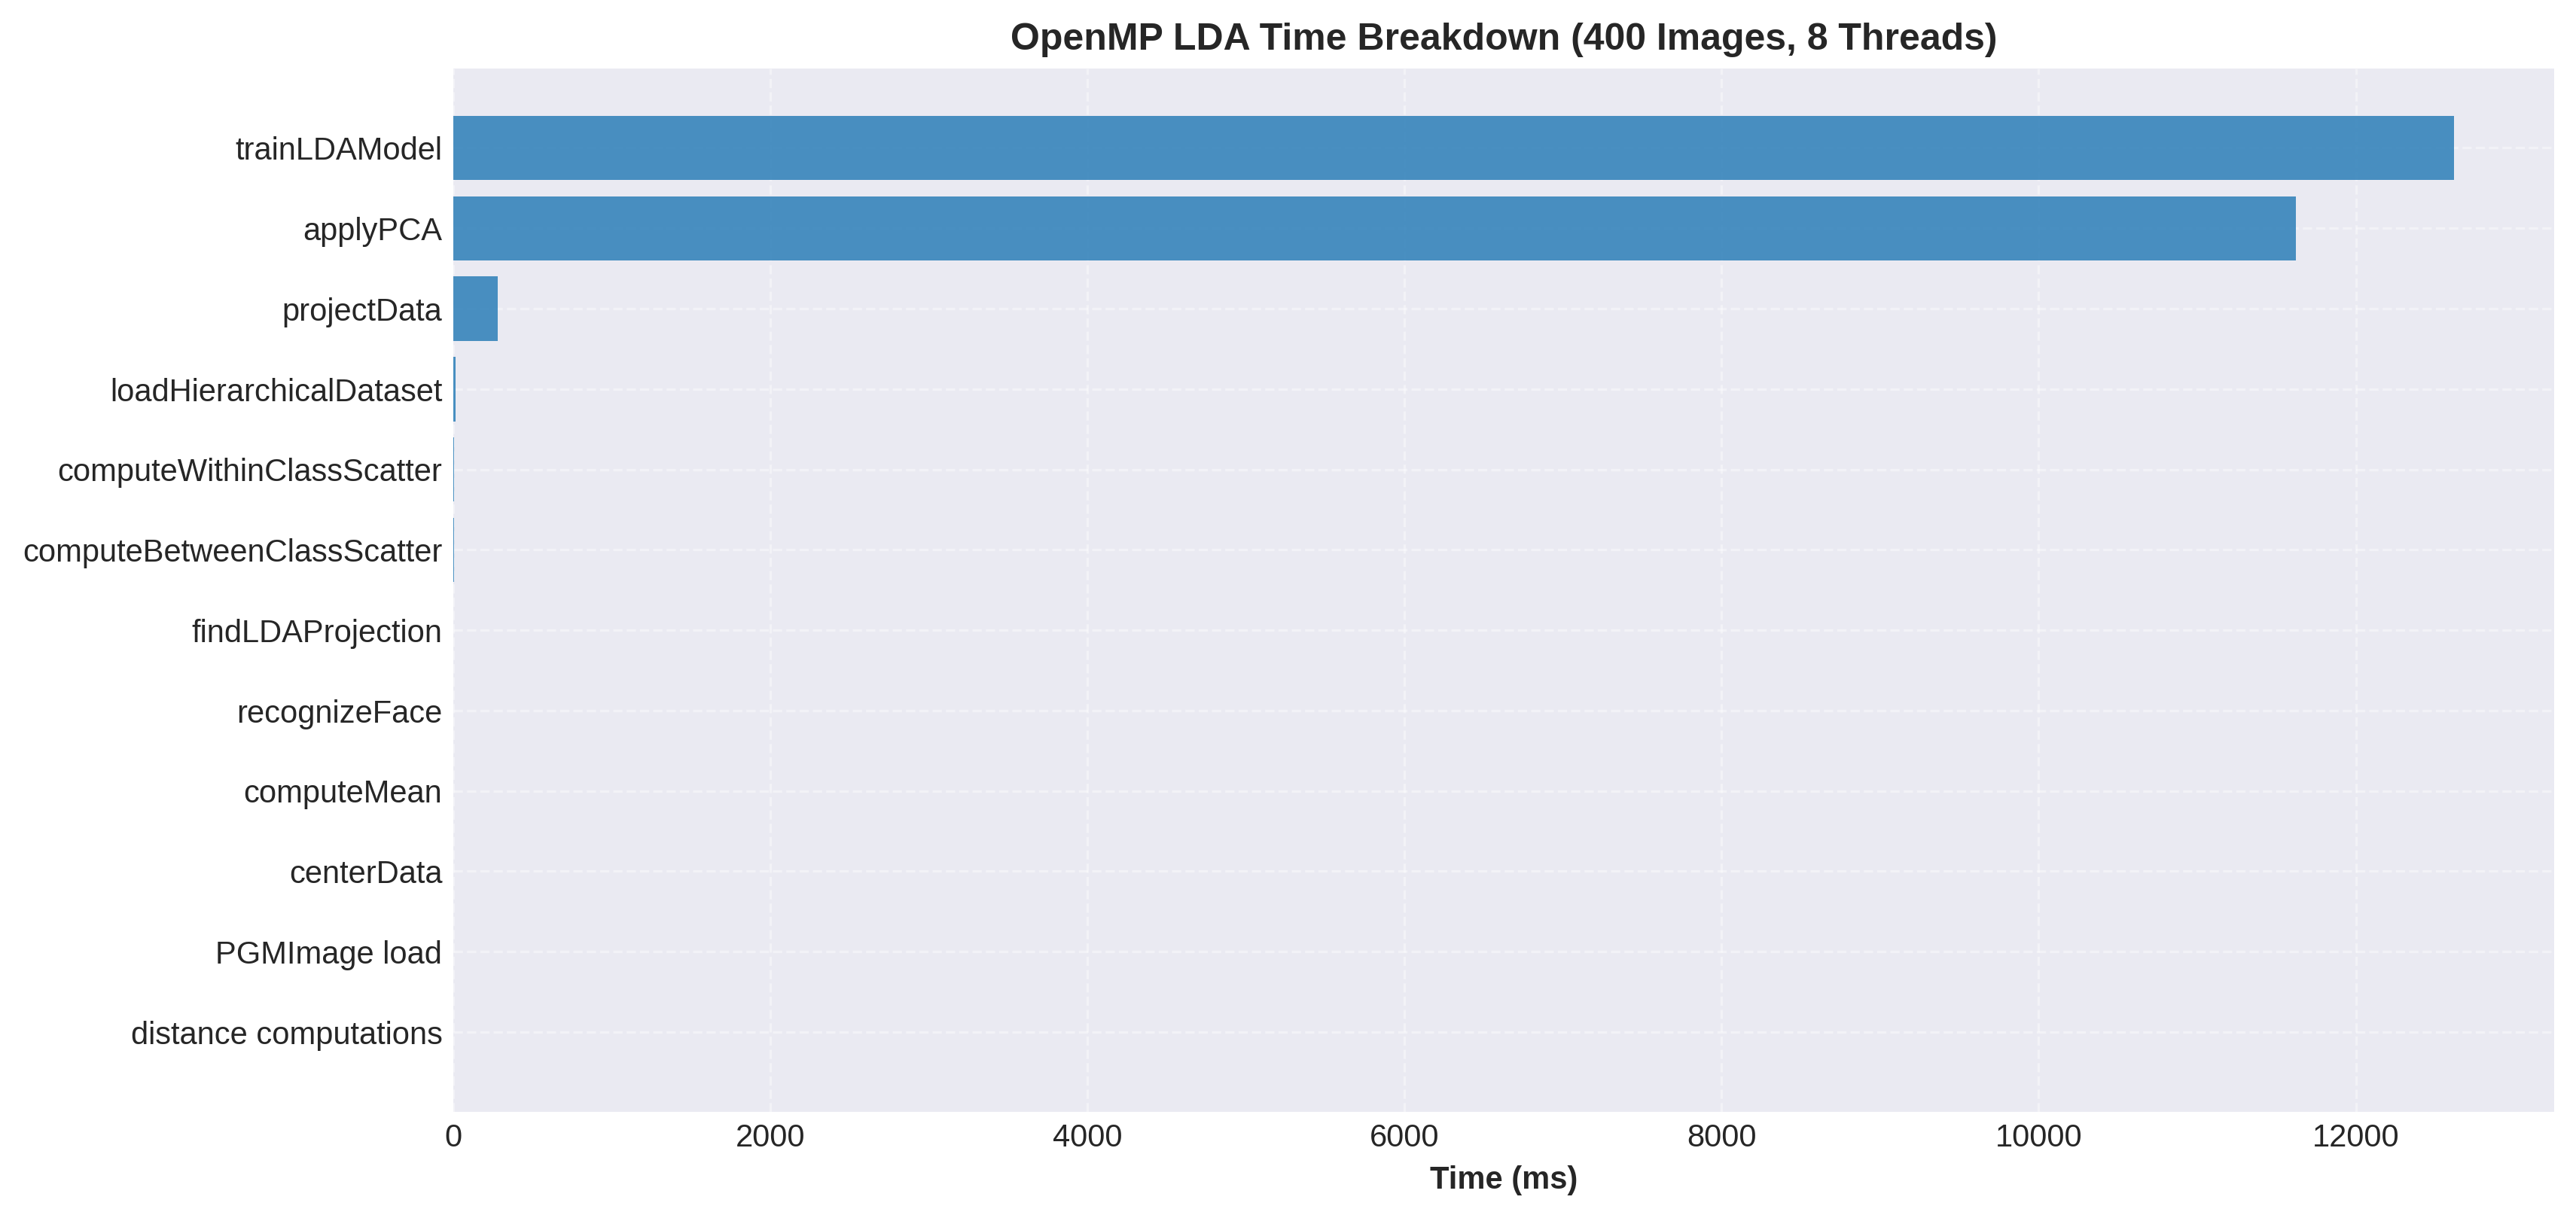 OpenMP LDA Time Breakdown (400 Images, 8 Threads)
trainLDAModel
applyPCA
projectData
loadHierarchicalDataset
computeWithinClassScatter
computeBetweenClassScatter
findLDAProjection
recognizeFace
computeMean
centerData
PGMImage load
distance computations
0 2000 4000 6000 8000 10000 12000
Time (ms)